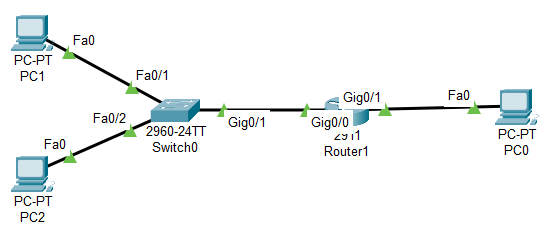 Fa0
PC-PT
PC1
Fa0/1
Fa0/2
Fa0
PC-PT
PC2
2960-24TT
Switch0
Gig0/1
Gig0/0
Gig0/1
2911
Router1
Fa0
PC-PT
PC0